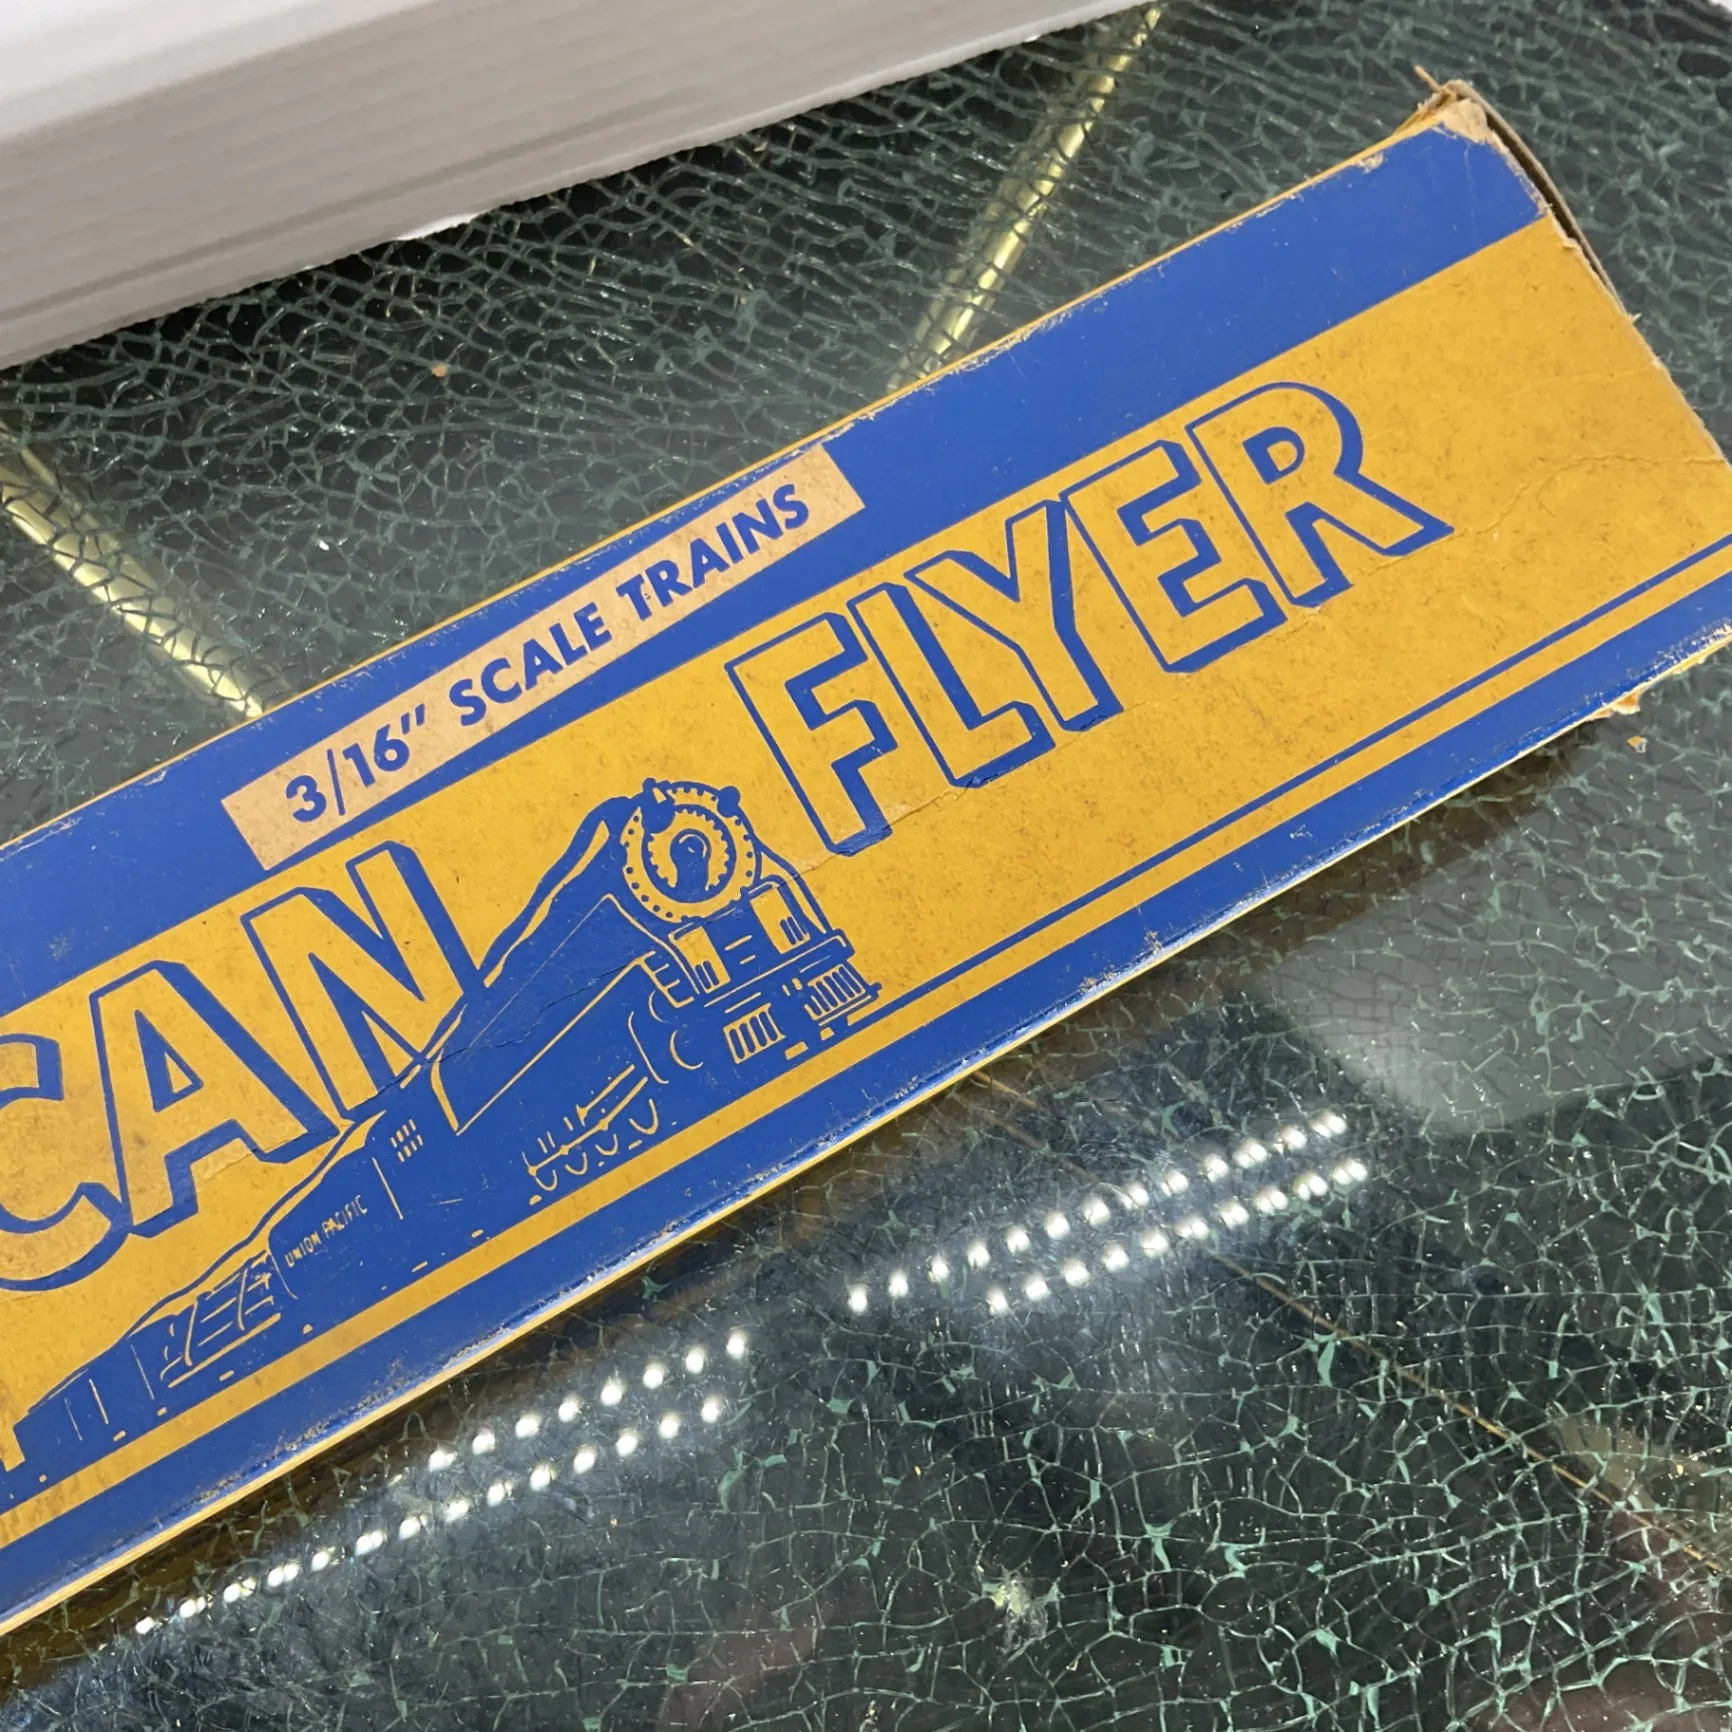 3/16" SCALE TRAINS
CAN FLYER
UNION PACIFIC